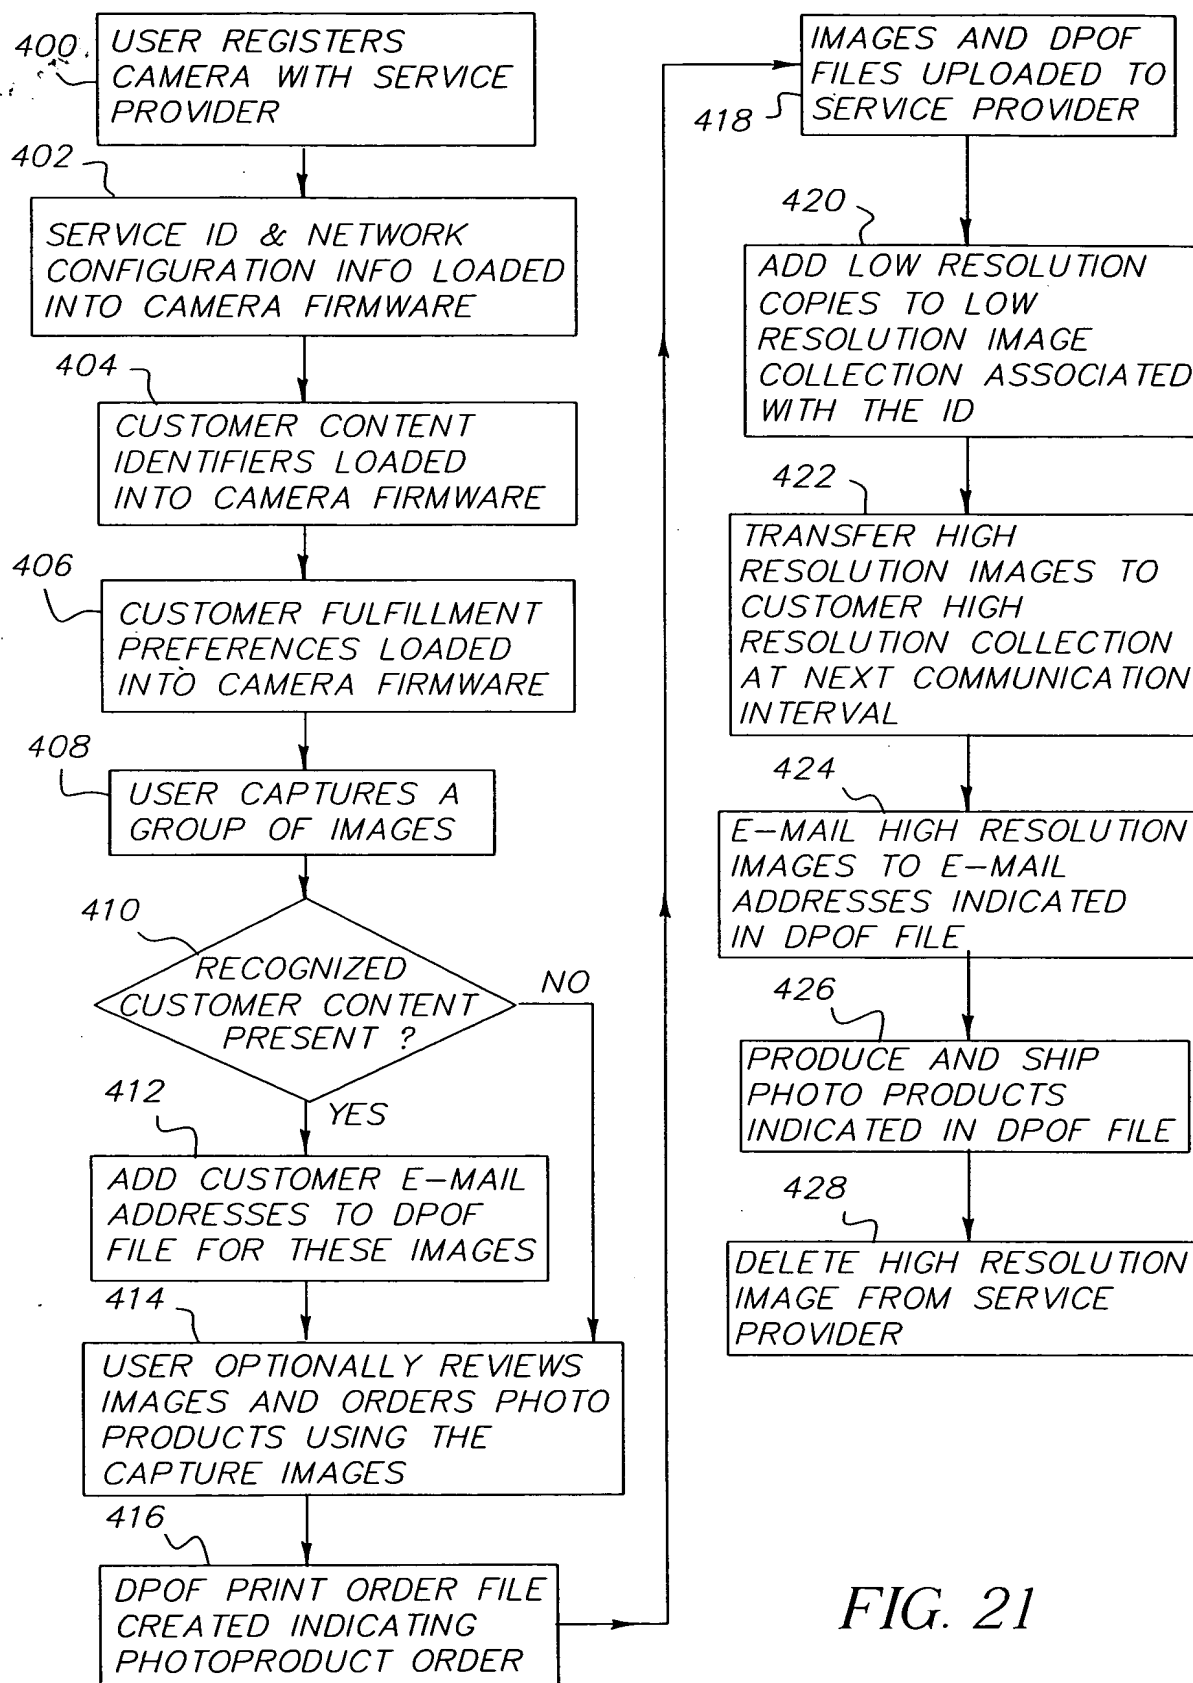 400
USER REGISTERS
CAMERA WITH SERVICE
PROVIDER
402
SERVICE ID & NETWORK
CONFIGURATION INFO LOADED
INTO CAMERA FIRMWARE
404
CUSTOMER CONTENT
IDENTIFIERS LOADED
INTO CAMERA FIRMWARE
406
CUSTOMER FULFILLMENT
PREFERENCES LOADED
INTO CAMERA FIRMWARE
408
USER CAPTURES A
GROUP OF IMAGES
410
RECOGNIZED
CUSTOMER CONTENT
PRESENT ?
NO
YES
412
ADD CUSTOMER E-MAIL
ADDRESSES TO DPOF
FILE FOR THESE IMAGES
414
USER OPTIONALLY REVIEWS
IMAGES AND ORDERS PHOTO
PRODUCTS USING THE
CAPTURE IMAGES
416
DPOF PRINT ORDER FILE
CREATED INDICATING
PHOTOPRODUCT ORDER
IMAGES AND DPOF
FILES UPLOADED TO
SERVICE PROVIDER
418
420
ADD LOW RESOLUTION
COPIES TO LOW
RESOLUTION IMAGE
COLLECTION ASSOCIATED
WITH THE ID
422
TRANSFER HIGH
RESOLUTION IMAGES TO
CUSTOMER HIGH
RESOLUTION COLLECTION
AT NEXT COMMUNICATION
INTERVAL
424
E-MAIL HIGH RESOLUTION
IMAGES TO E-MAIL
ADDRESSES INDICATED
IN DPOF FILE
426
PRODUCE AND SHIP
PHOTO PRODUCTS
INDICATED IN DPOF FILE
428
DELETE HIGH RESOLUTION
IMAGE FROM SERVICE
PROVIDER
FIG. 21